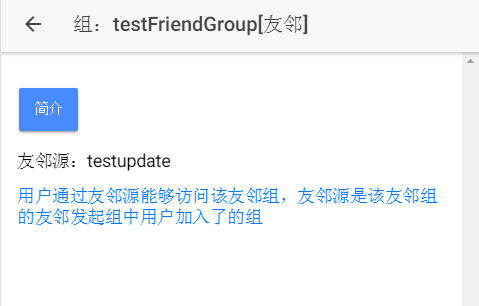 组：testFriendGroup[友邻]
简介
友邻源：testupdate
用户通过友邻源能够访问该友邻组，友邻源是该友邻组
的友邻发起组中用户加入了的组